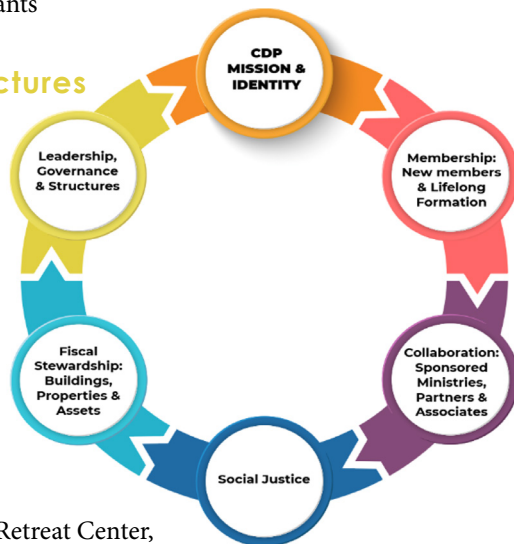 ants
ctures
CDP
MISSION &
IDENTITY
Membership:
New members
& Lifelong
Formation
Collaboration:
Sponsored
Ministries,
Partners &
Associates
Social Justice
Fiscal
Stewardship:
Buildings,
Properties &
Assets
Leadership,
Governance
& Structures
Retreat Center,